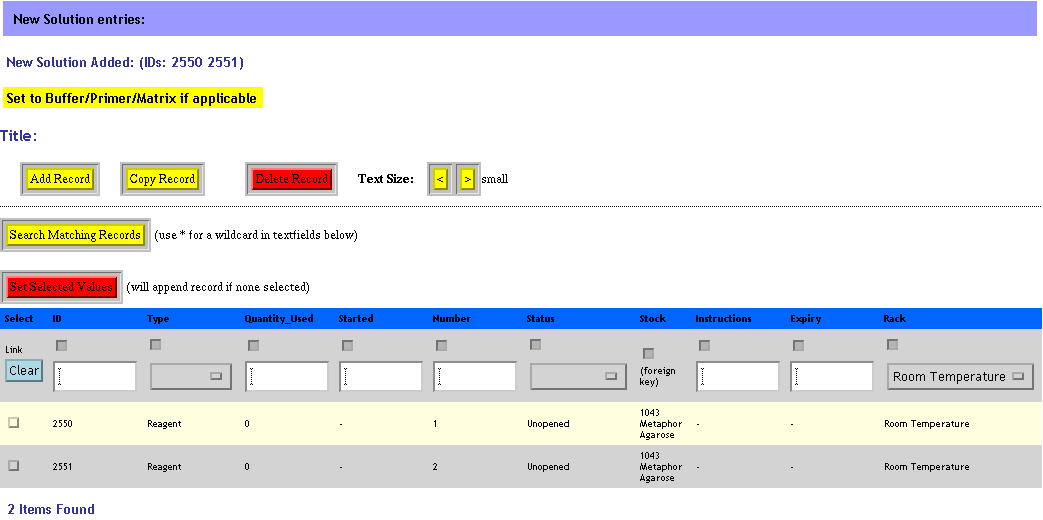 New Solution entries:
New Solution Added: (IDs: 2550 2551)
Set to Buffer/Primer/Matrix if applicable
Title:
Add Record Copy Record Delete Record Text Size: < > small
Search Matching Records (use * for a wildcard in textfields below)
Set Selected Values (will append record if none selected)
Select ID Type Quantity_Used Started Number Status Stock Instructions Expiry Rack
Link
Clear (foreign key) Room Temperature
2550 Reagent 0 - 1 Unopened 1043 Metaphor Agarose - - Room Temperature
2551 Reagent 0 - 2 Unopened 1043 Metaphor Agarose - - Room Temperature
2 Items Found